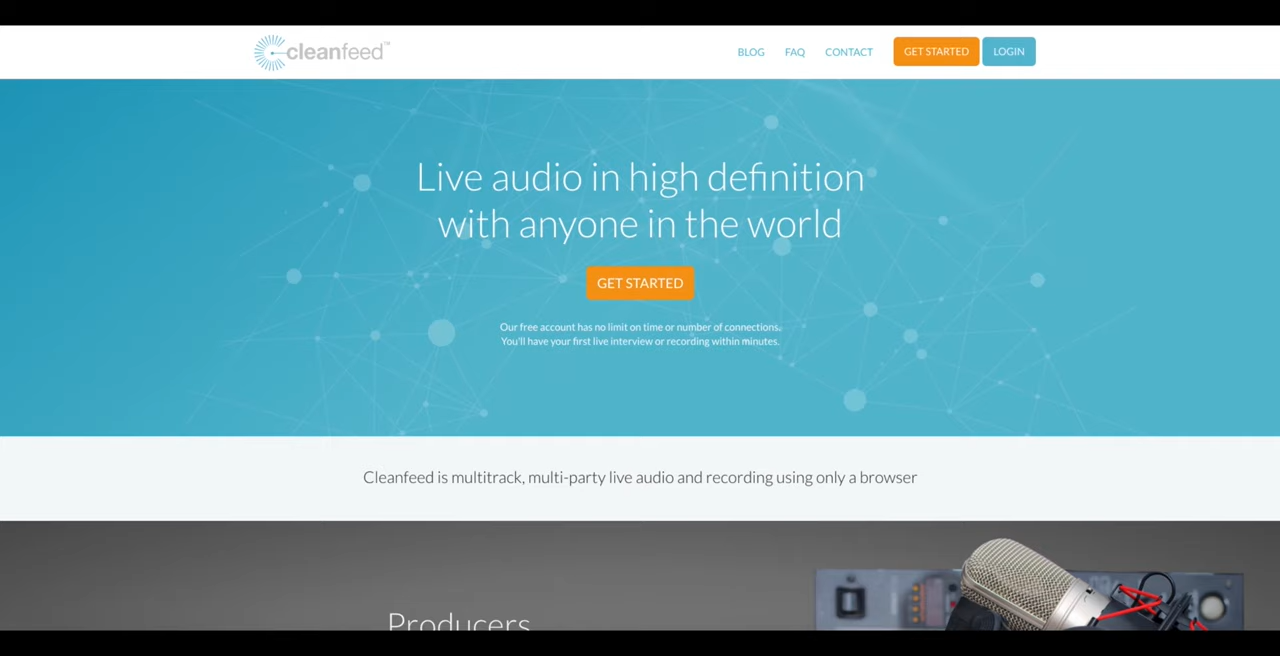 cleanfeed™
BLOG FAQ CONTACT GET STARTED LOGIN
Live audio in high definition
with anyone in the world
GET STARTED
Our free account has no limit on time or number of connections.
You'll have your first live interview or recording within minutes.
Cleanfeed is multitrack, multi-party live audio and recording using only a browser
Producers